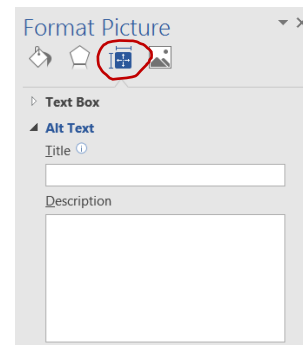 Format Picture
Text Box
Alt Text
Title
Description